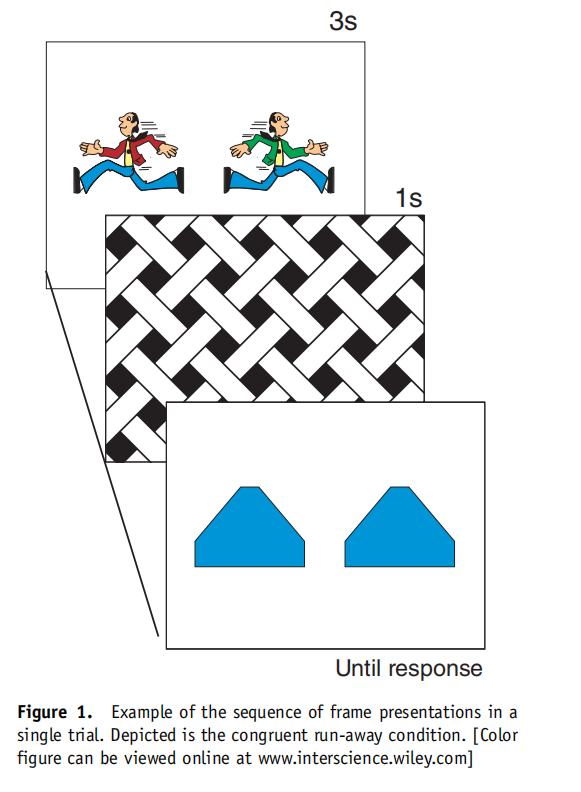 3s
1s
Until response
Figure 1. Example of the sequence of frame presentations in a
single trial. Depicted is the congruent run-away condition. [Color
figure can be viewed online at www.interscience.wiley.com]